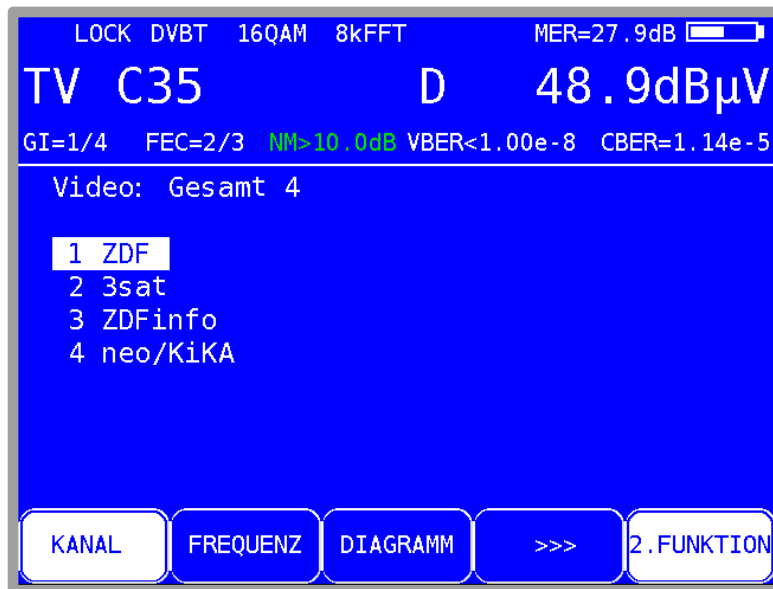 LOCK DVBT 16QAM 8kFFT MER=27.9dB
TV C35 D 48.9dBµV
GI=1/4 FEC=2/3 NM>10.0dB VBER<1.00e-8 CBER=1.14e-5
Video: Gesamt 4
1 ZDF
2 3sat
3 ZDFinfo
4 neo/KiKA
KANAL FREQUENZ DIAGRAMM >>> 2.FUNKTION